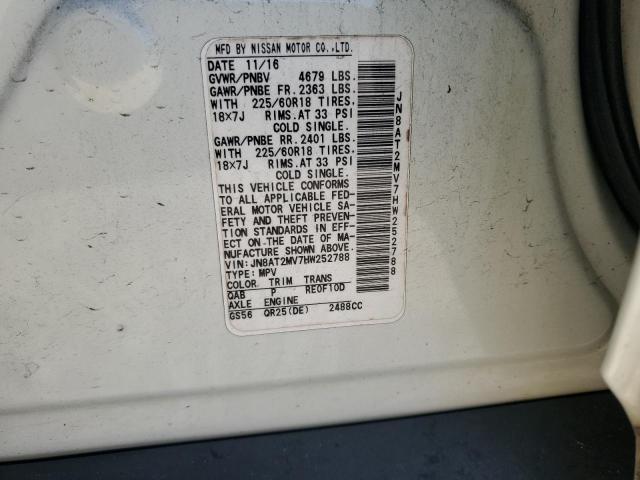 MFD BY NISSAN MOTOR CO.,LTD.
DATE 11/16
GVWR/PNBV 4679 LBS.
GAWR/PNBE FR. 2363 LBS.
WITH 225/60R18 TIRES.
18×7J RIMS. AT 33 PSI
COLD SINGLE.
GAWR/PNBE RR. 2401 LBS.
WITH 225/60R18 TIRES.
18×7J RIMS. AT 33 PSI
COLD SINGLE.
THIS VEHICLE CONFORMS
TO ALL APPLICABLE FED-
ERAL MOTOR VEHICLE SA-
FETY AND THEFT PREVEN-
TION STANDARDS IN EFF-
ECT ON THE DATE OF MA-
NUFACTURE SHOWN ABOVE.
VIN: JN8AT2MV7HW252788
TYPE: MPV
COLOR TRIM TRANS
QAB P RE0F10D
AXLE ENGINE
GS56 QR25(DE) 2488CC
JN8AT2MV7HW252788